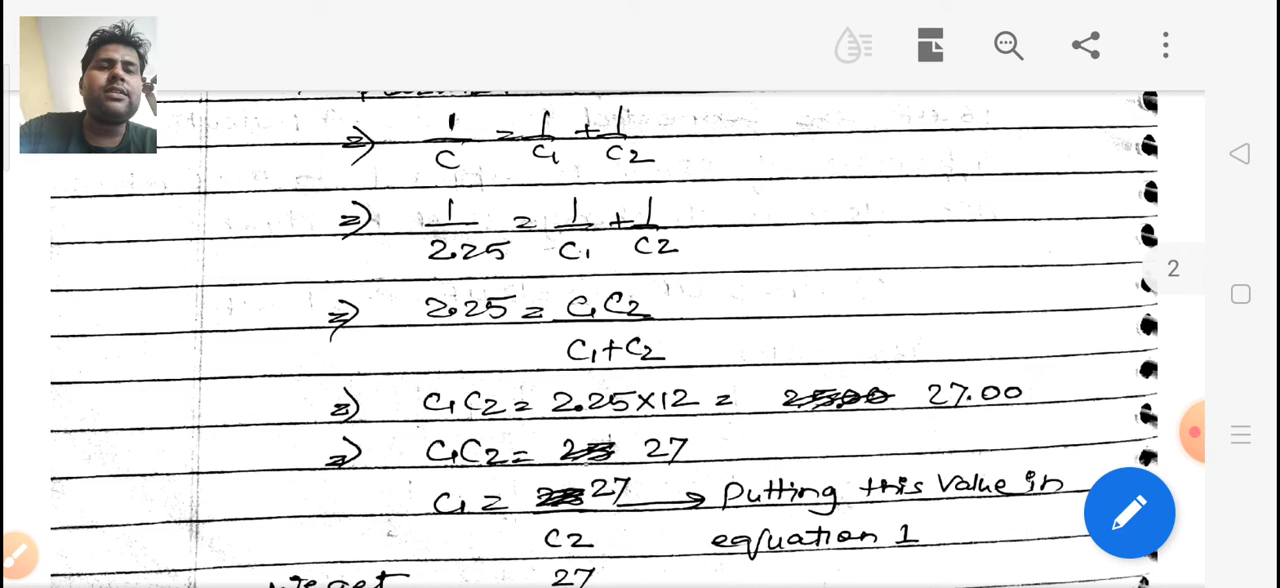 =) 1/C = 1/C1 + 1/C2
=) 1/2.25 = 1/C1 + 1/C2
2
=) 2.25 = C1C2/C1+C2
=) C1C2 = 2.25×12 = 27.00
=) C1C2 = 27
C1 = 27/C2 → Putting this value in
equation 1
27